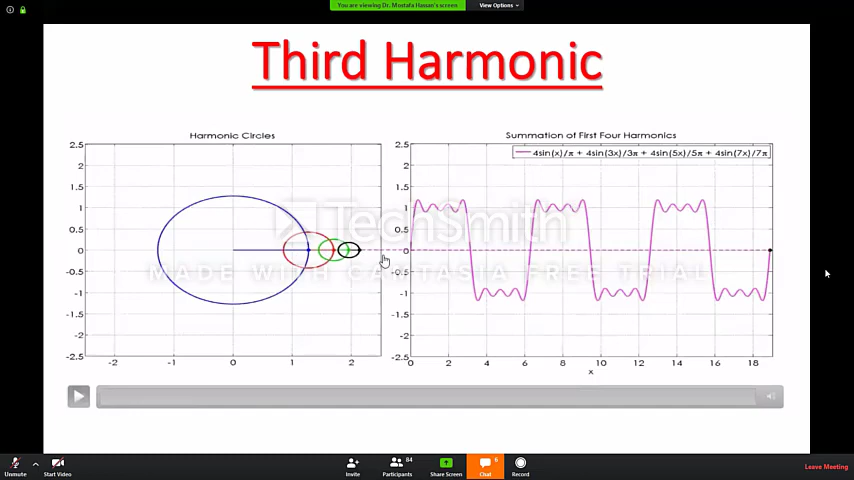 You are viewing Dr. Mostafa Hassan's screen
View Options
Third Harmonic
Harmonic Circles
Summation of First Four Harmonics
2.5
2
1.5
1
0.5
0
-0.5
-1
-1.5
-2
-2.5
-2
-1
0
1
2
2.5
2
1.5
1
0.5
0
-0.5
-1
-1.5
-2
-2.5
4sin(x)/π + 4sin(3x)/3π + 4sin(5x)/5π + 4sin(7x)/7π
0
2
4
6
8
10
12
14
16
18
x
TechSmith
MADE WITH CAMTASIA FREE TRIAL
Unmute
Start Video
Invite
84
Participants
Share Screen
6
Chat
Record
Leave Meeting